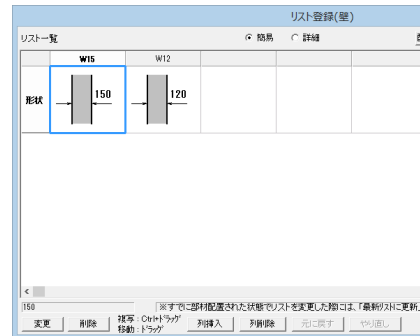 リスト登録(壁)
リスト一覧
簡易 詳細
W15 W12
形状 150 120
150
※すでに部材配置された状態でリストを変更した際には、「最新リストに更新」
変更 削除 複写：Ctrl+ドラッグ 列挿入 列削除 元に戻す やり直し
移動：ドラッグ